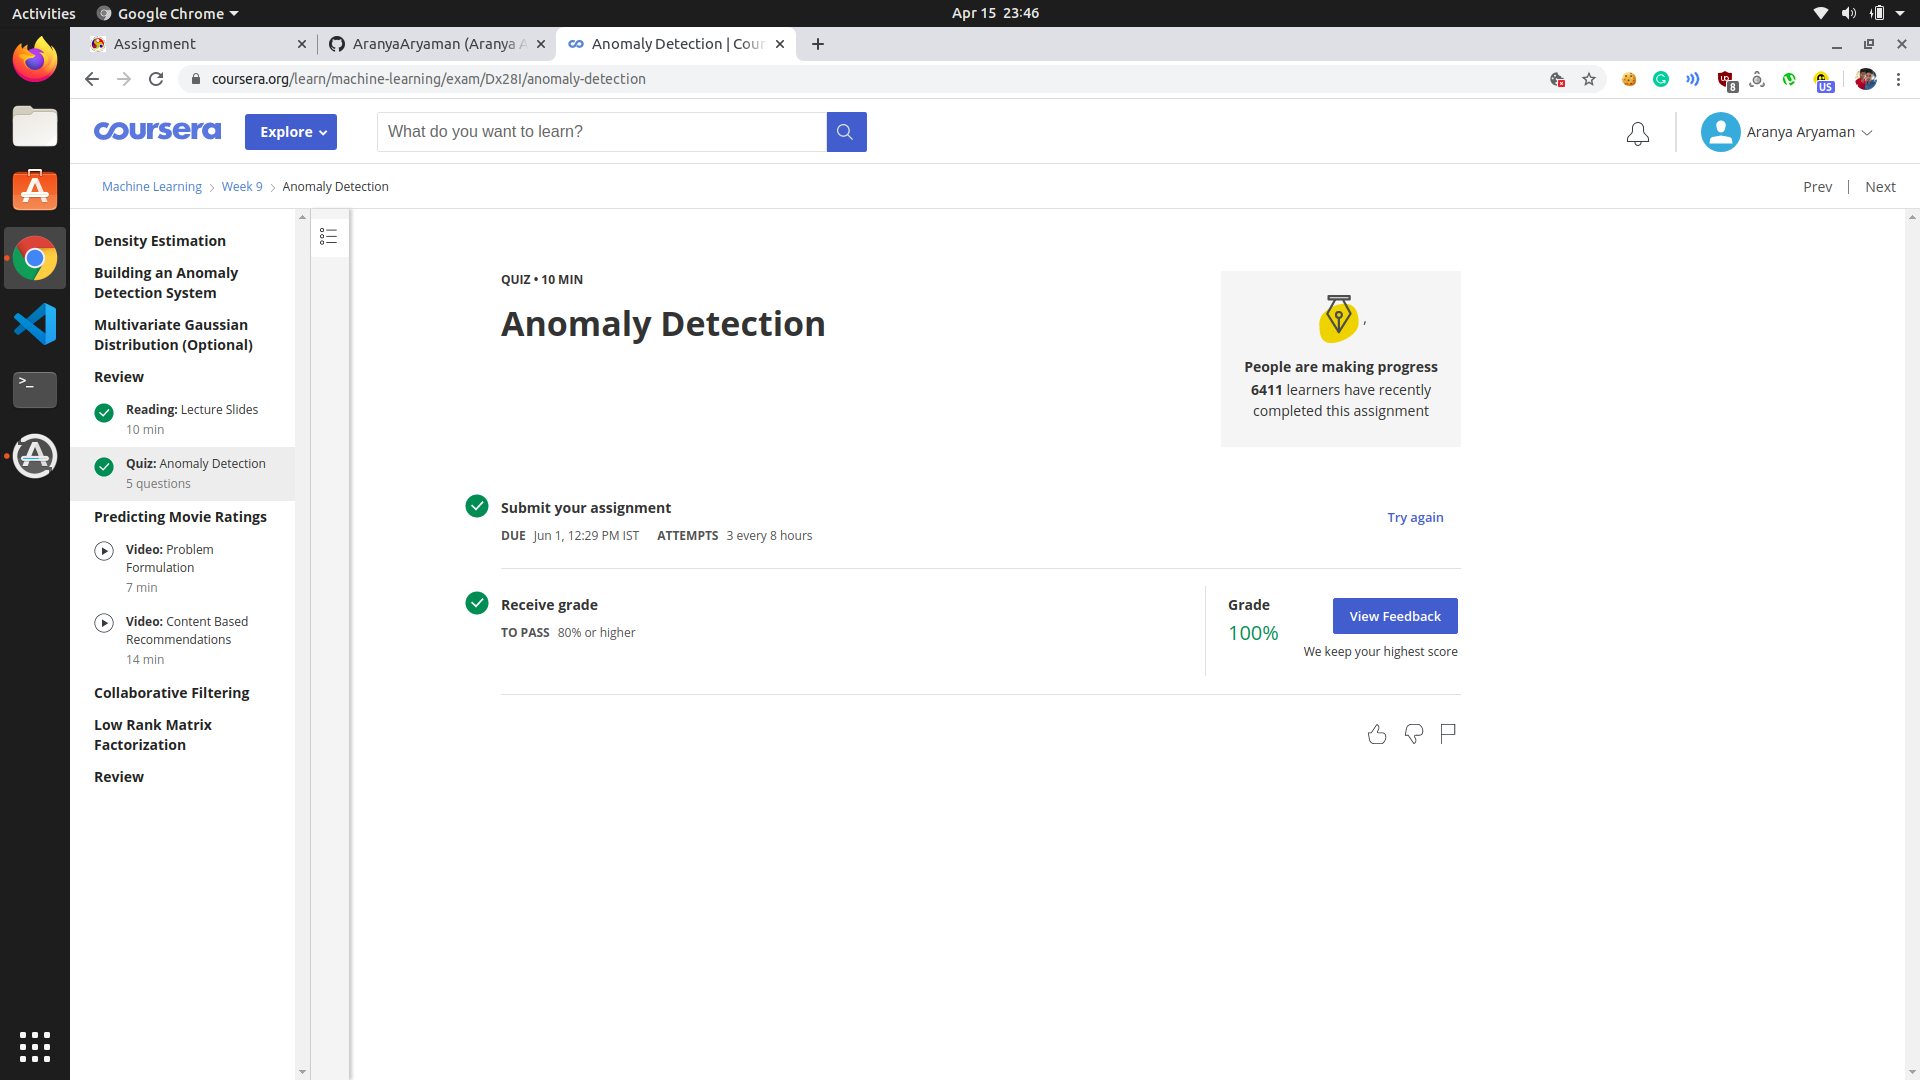 Activities
Google Chrome
Apr 15 23:46
Assignment
AranyaAryaman (Aranya A
Anomaly Detection | Cour
coursera.org/learn/machine-learning/exam/Dx28I/anomaly-detection
8
US
coursera
Explore
What do you want to learn?
Aranya Aryaman
Machine Learning
Week 9
Anomaly Detection
Prev | Next
Density Estimation
Building an Anomaly
Detection System
Multivariate Gaussian
Distribution (Optional)
Review
Reading: Lecture Slides
10 min
Quiz: Anomaly Detection
5 questions
Predicting Movie Ratings
Video: Problem
Formulation
7 min
Video: Content Based
Recommendations
14 min
Collaborative Filtering
Low Rank Matrix
Factorization
Review
QUIZ • 10 MIN
Anomaly Detection
,
People are making progress
6411 learners have recently
completed this assignment
Submit your assignment
DUE Jun 1, 12:29 PM IST ATTEMPTS 3 every 8 hours
Try again
Receive grade
TO PASS 80% or higher
Grade
100%
View Feedback
We keep your highest score